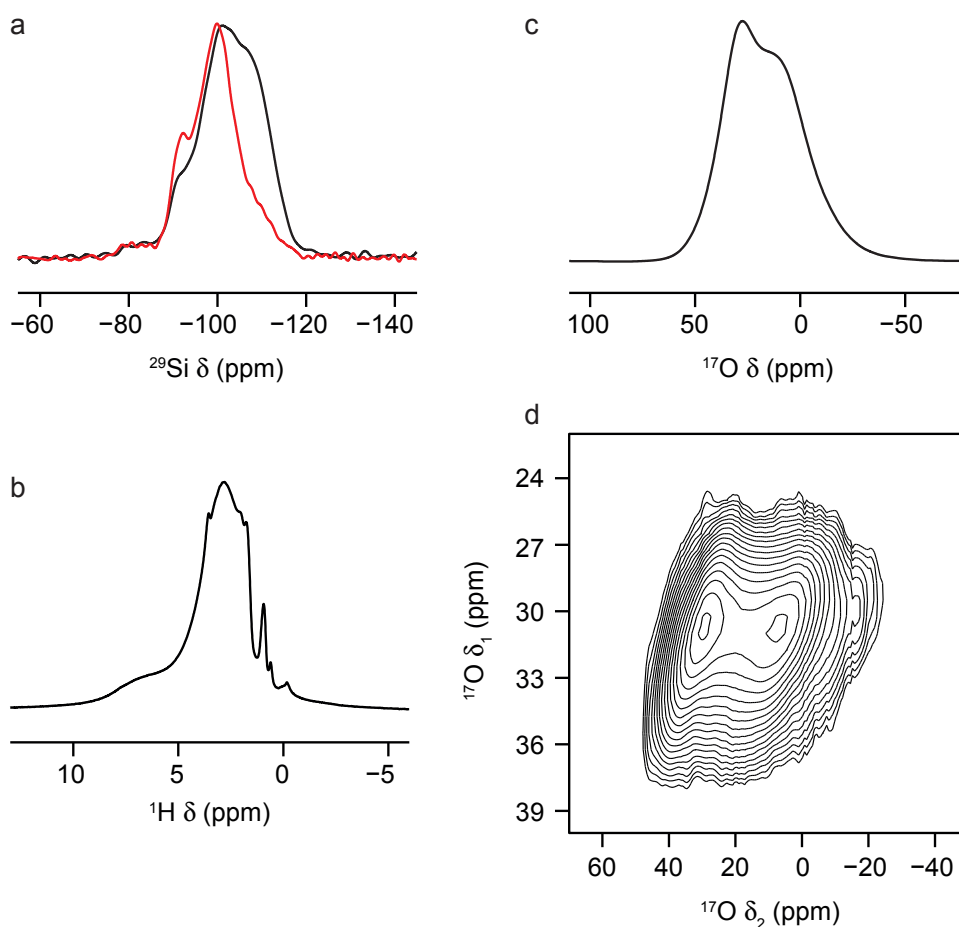 a
−60 −80 −100 −120 −140
²⁹Si δ (ppm)
b
10 5 0 −5
¹H δ (ppm)
c
100 50 0 −50
¹⁷O δ (ppm)
d
24
27
30
33
36
39
¹⁷O δ₁ (ppm)
60 40 20 0 −20 −40
¹⁷O δ₂ (ppm)